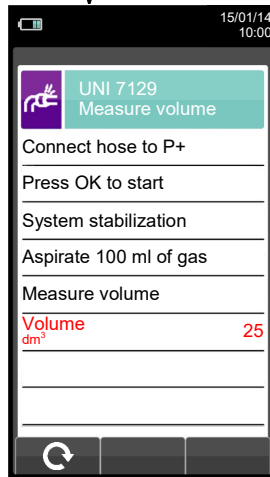 15/01/14
10:00
UNI 7129
Measure volume
Connect hose to P+
Press OK to start
System stabilization
Aspirate 100 ml of gas
Measure volume
Volume 25
dm³